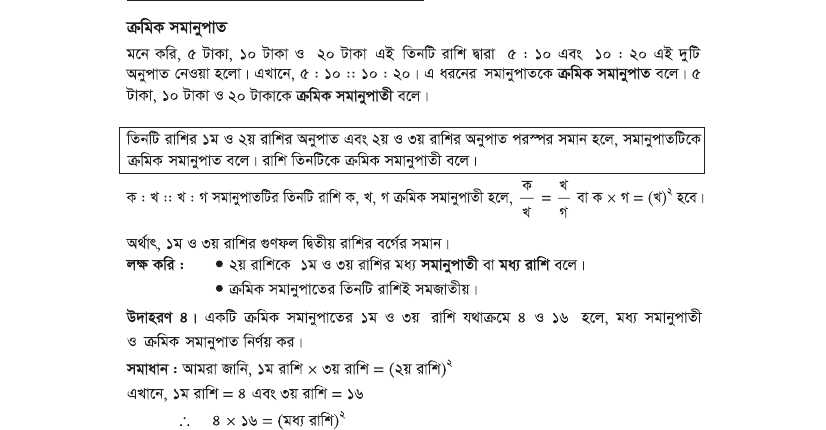 ক্রমিক সমানুপাত
মনে করি, ৫ টাকা, ১০ টাকা ও ২০ টাকা এই তিনটি রাশি দ্বারা ৫ : ১০ এবং ১০ : ২০ এই দুটি
অনুপাত নেওয়া হলো। এখানে, ৫ : ১০ :: ১০ : ২০। এ ধরনের সমানুপাতকে ক্রমিক সমানুপাত বলে। ৫
টাকা, ১০ টাকা ও ২০ টাকাকে ক্রমিক সমানুপাতী বলে।
তিনটি রাশির ১ম ও ২য় রাশির অনুপাত এবং ২য় ও ৩য় রাশির অনুপাত পরস্পর সমান হলে, সমানুপাতটিকে
ক্রমিক সমানুপাত বলে। রাশি তিনটিকে ক্রমিক সমানুপাতী বলে।
ক : খ :: খ : গ সমানুপাতটির তিনটি রাশি ক, খ, গ ক্রমিক সমানুপাতী হলে, ক/খ = খ/গ বা ক × গ = (খ)² হবে।
অর্থাৎ, ১ম ও ৩য় রাশির গুণফল দ্বিতীয় রাশির বর্গের সমান।
লক্ষ করি : ● ২য় রাশিকে ১ম ও ৩য় রাশির মধ্য সমানুপাতী বা মধ্য রাশি বলে।
● ক্রমিক সমানুপাতের তিনটি রাশিই সমজাতীয়।
উদাহরণ ৪। একটি ক্রমিক সমানুপাতের ১ম ও ৩য় রাশি যথাক্রমে ৪ ও ১৬ হলে, মধ্য সমানুপাতী
ও ক্রমিক সমানুপাত নির্ণয় কর।
সমাধান : আমরা জানি, ১ম রাশি × ৩য় রাশি = (২য় রাশি)^২
এখানে, ১ম রাশি = ৪ এবং ৩য় রাশি = ১৬
∴ ৪ × ১৬ = (মধ্য রাশি)^২